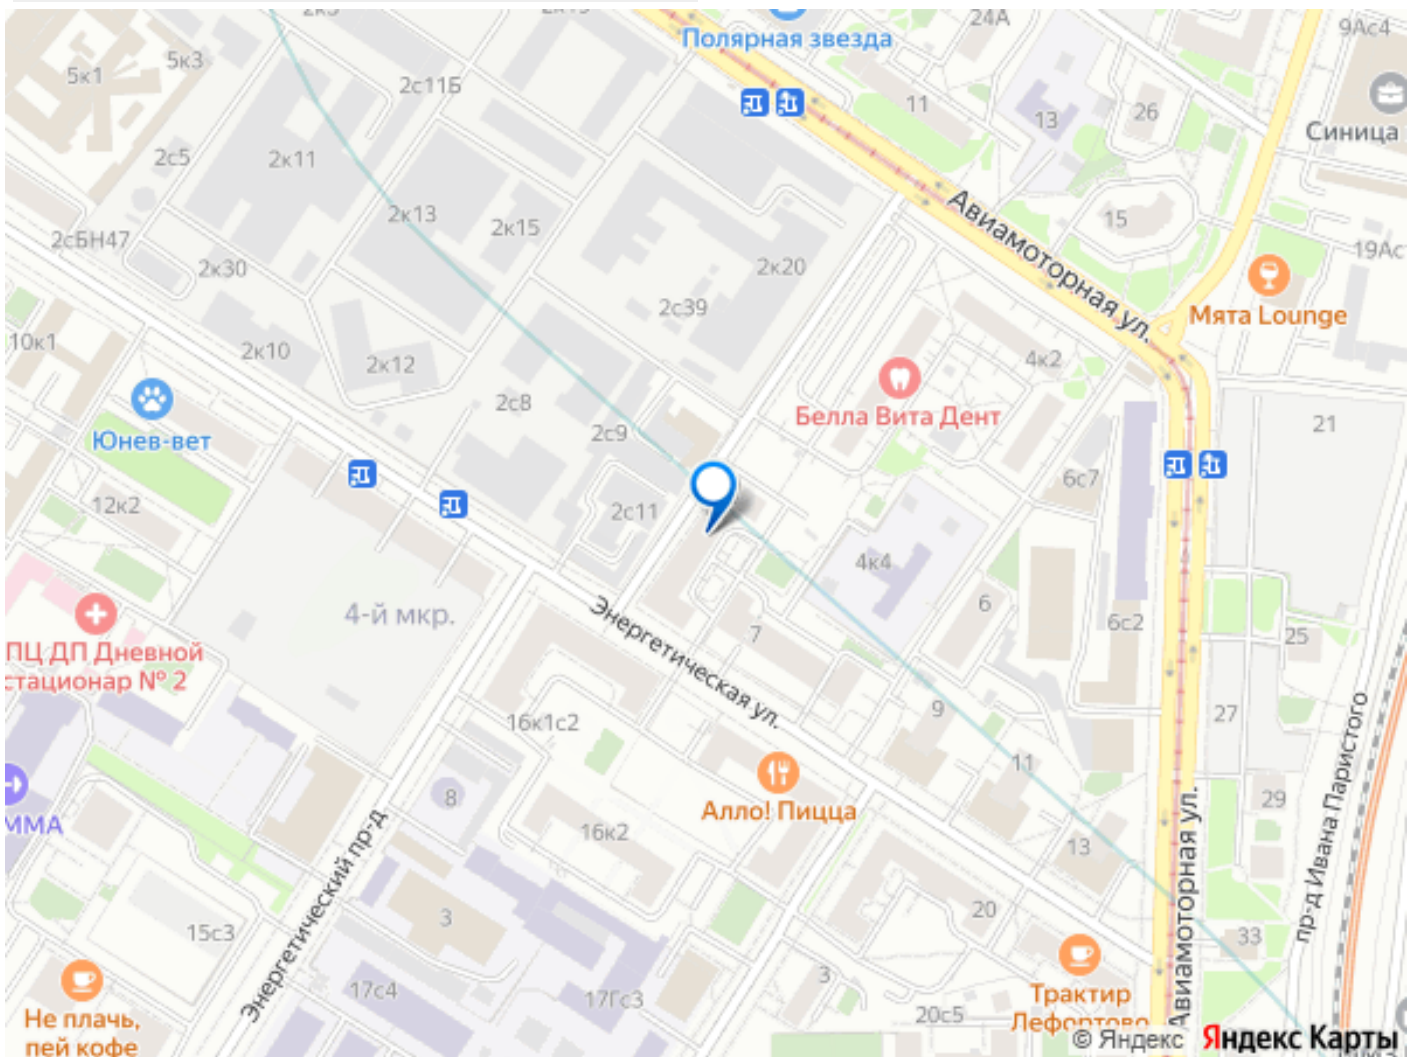 24А
9Ас4
Полярная звезда
5к3
5к1
2с11Б
11
13
26
Синица
2с5
2к11
2к13
2к15
Авиамоторная ул.
15
2сБН47
2к30
2к20
19Ас
2с39
Мята Lounge
10к1
2к10
2к12
4к2
Белла Вита Дент
2с8
21
Юнев-вет
2с9
6с7
12к2
2с11
4к4
4-й мкр.
Энергетическая ул.
6
6с2
7
25
ПЦ ДП Дневной
стационар № 2
16к1с2
9
27
11
Алло! Пицца
8
29
ММА
16к2
13
Энергетический пр-д
Авиамоторная ул.
пр-д Ивана Паристого
3
15с3
20
33
3
17с4
17Гс3
Трактир
Лефортово
20с5
Не плачь,
пей кофе
© Яндекс
Яндекс Карты